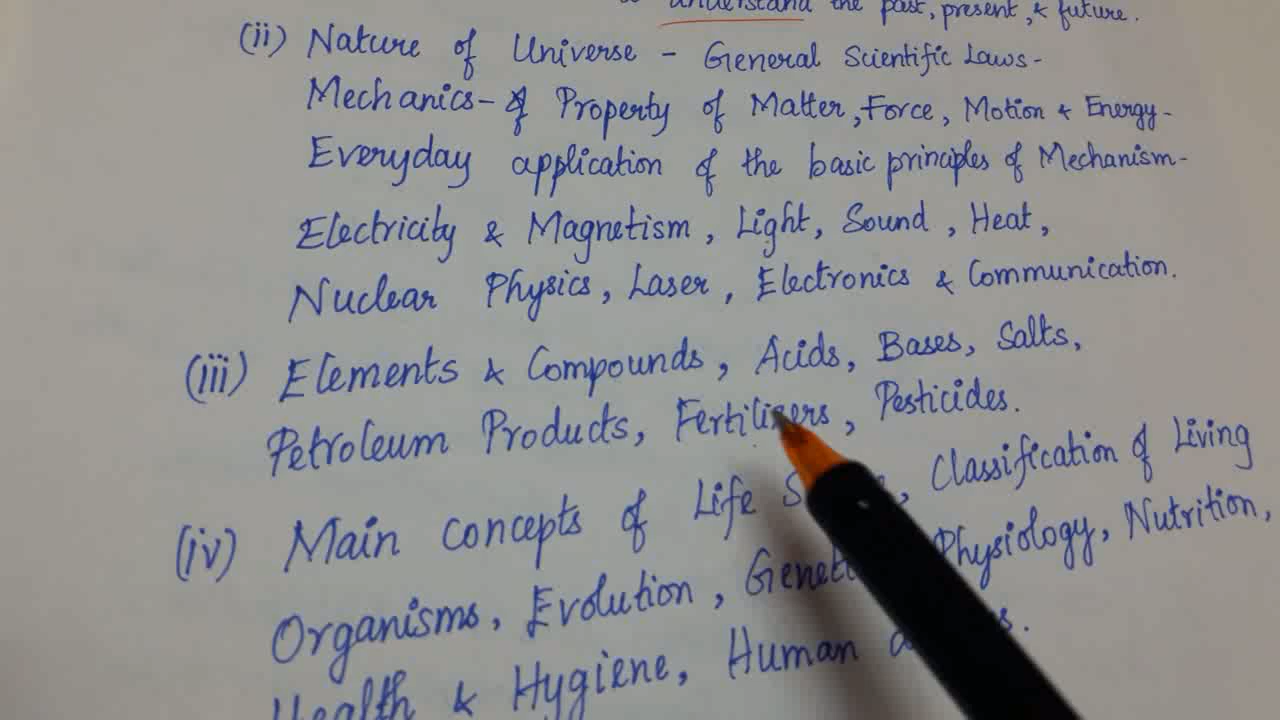 understand the past, present, & future.
(ii) Nature of Universe - General Scientific Laws-
Mechanics - Property of Matter, Force, Motion & Energy-
Everyday application of the basic principles of Mechanism-
Electricity & Magnetism, Light, Sound, Heat,
Nuclear Physics, Laser, Electronics & Communication.
(iii) Elements & Compounds, Acids, Bases, Salts,
Petroleum Products, Fertilizers, Pesticides.
(iv) Main concepts of Life , Classification of Living
Organisms, Evolution, Physiology, Nutrition,
Health & Hygiene, Human